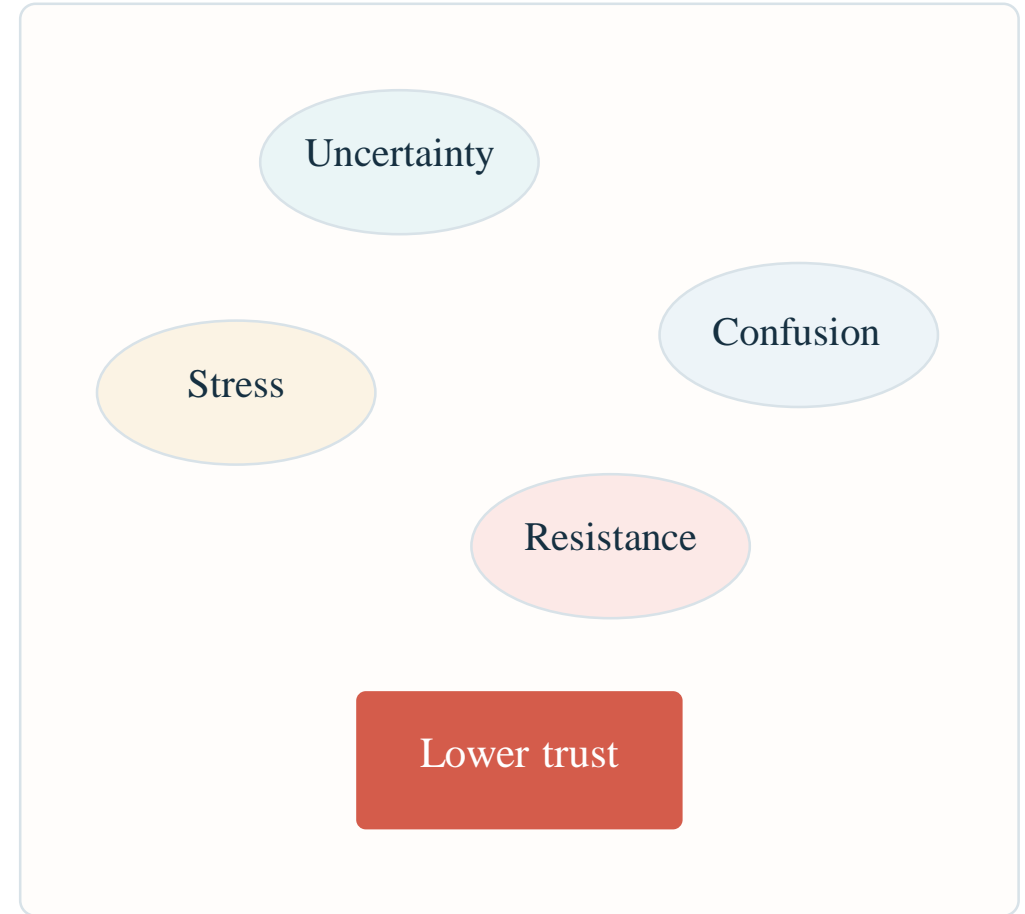 Uncertainty
Confusion
Stress
Resistance
Lower trust